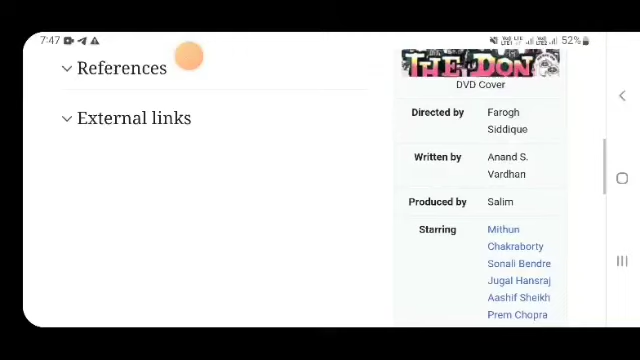 7:47
52%
THE DON
DVD Cover
References
External links
Directed by Farogh
Siddique
Written by Anand S.
Vardhan
Produced by Salim
Starring Mithun
Chakraborty
Sonali Bendre
Jugal Hansraj
Aashif Sheikh
Prem Chopra